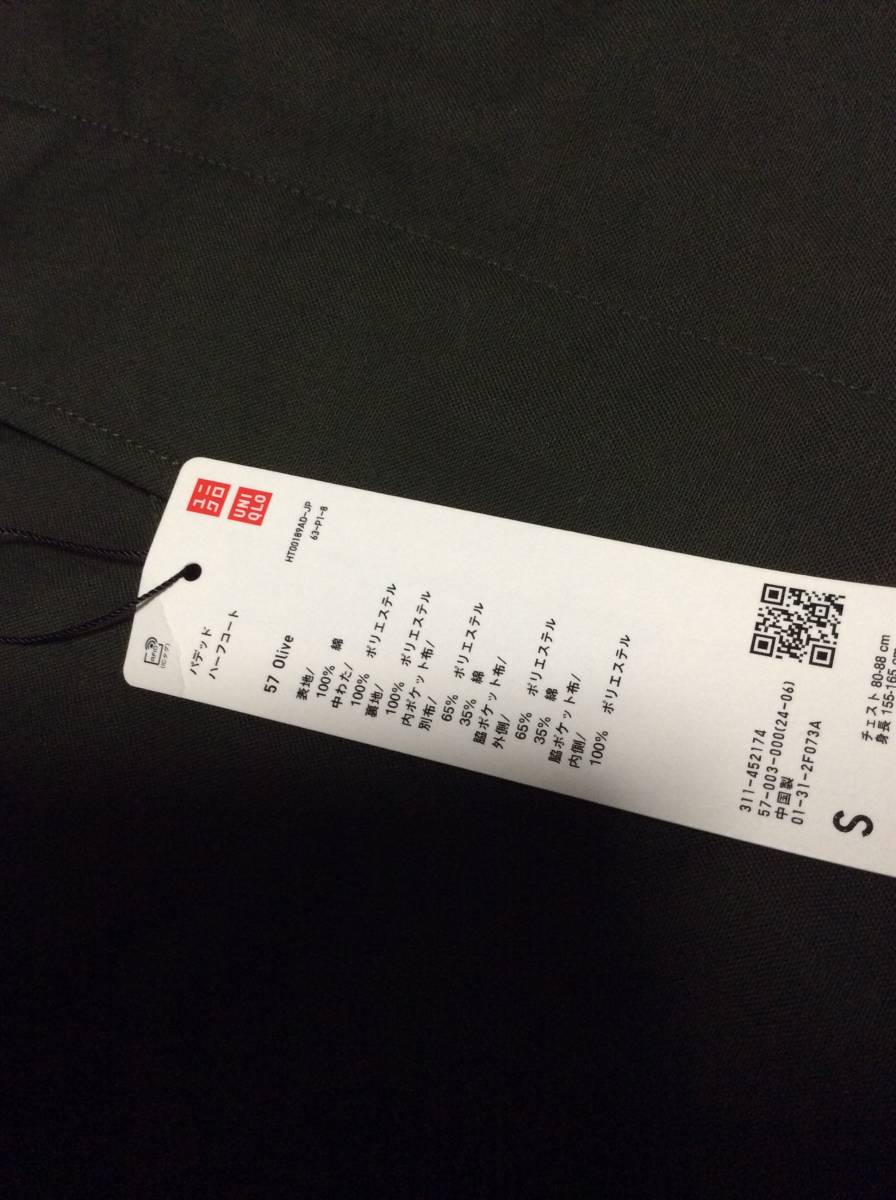 ユニクロ
UNIQLO
HT00189AD-JP
63-P1-8
RFID
(ICタグ)
パデッド
ハーフコート
57 Olive
表地/
100% 綿
中わた/
100% ポリエステル
裏地/
100% ポリエステル
内ポケット布/
別布/
65% ポリエステル
35% 綿
脇ポケット布/
外側/
65% ポリエステル
35% 綿
脇ポケット布/
内側/
100% ポリエステル
311-452174
57-003-000(24-06)
中国製
01-31-2F073A
S
チェスト 80-88 cm
身長 155-165 cm